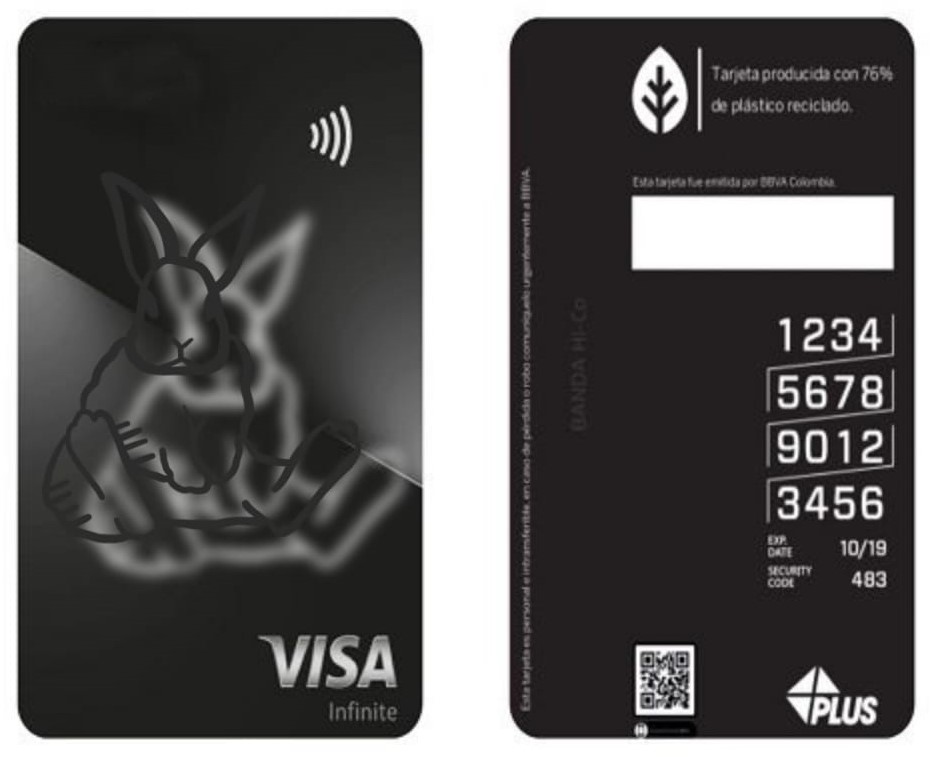 VISA
Infinite
Tarjeta producida con 76%
de plástico reciclado.
Esta tarjeta fue emitida por BBVA Colombia.
Esta tarjeta es personal e intransferible, en caso de pérdida o robo comuníquelo urgentemente a BBVA.
BANDA Hi-Co
1234
5678
9012
3456
EXP. DATE 10/19
SECURITY CODE 483
PLUS